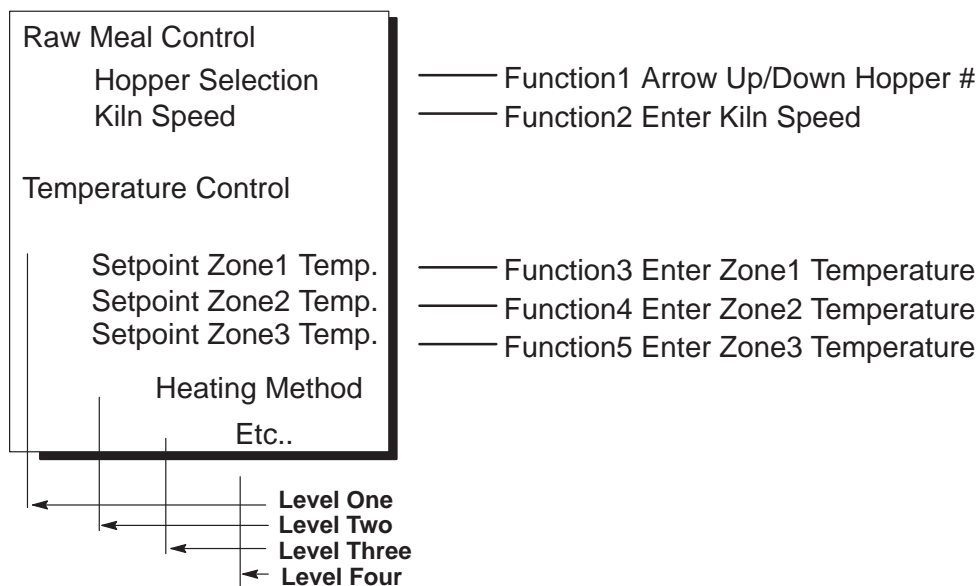 Raw Meal Control
Hopper Selection
Function1 Arrow Up/Down Hopper #
Kiln Speed
Function2 Enter Kiln Speed
Temperature Control
Setpoint Zone1 Temp.
Function3 Enter Zone1 Temperature
Setpoint Zone2 Temp.
Function4 Enter Zone2 Temperature
Setpoint Zone3 Temp.
Function5 Enter Zone3 Temperature
Heating Method
Etc..
Level One
Level Two
Level Three
Level Four